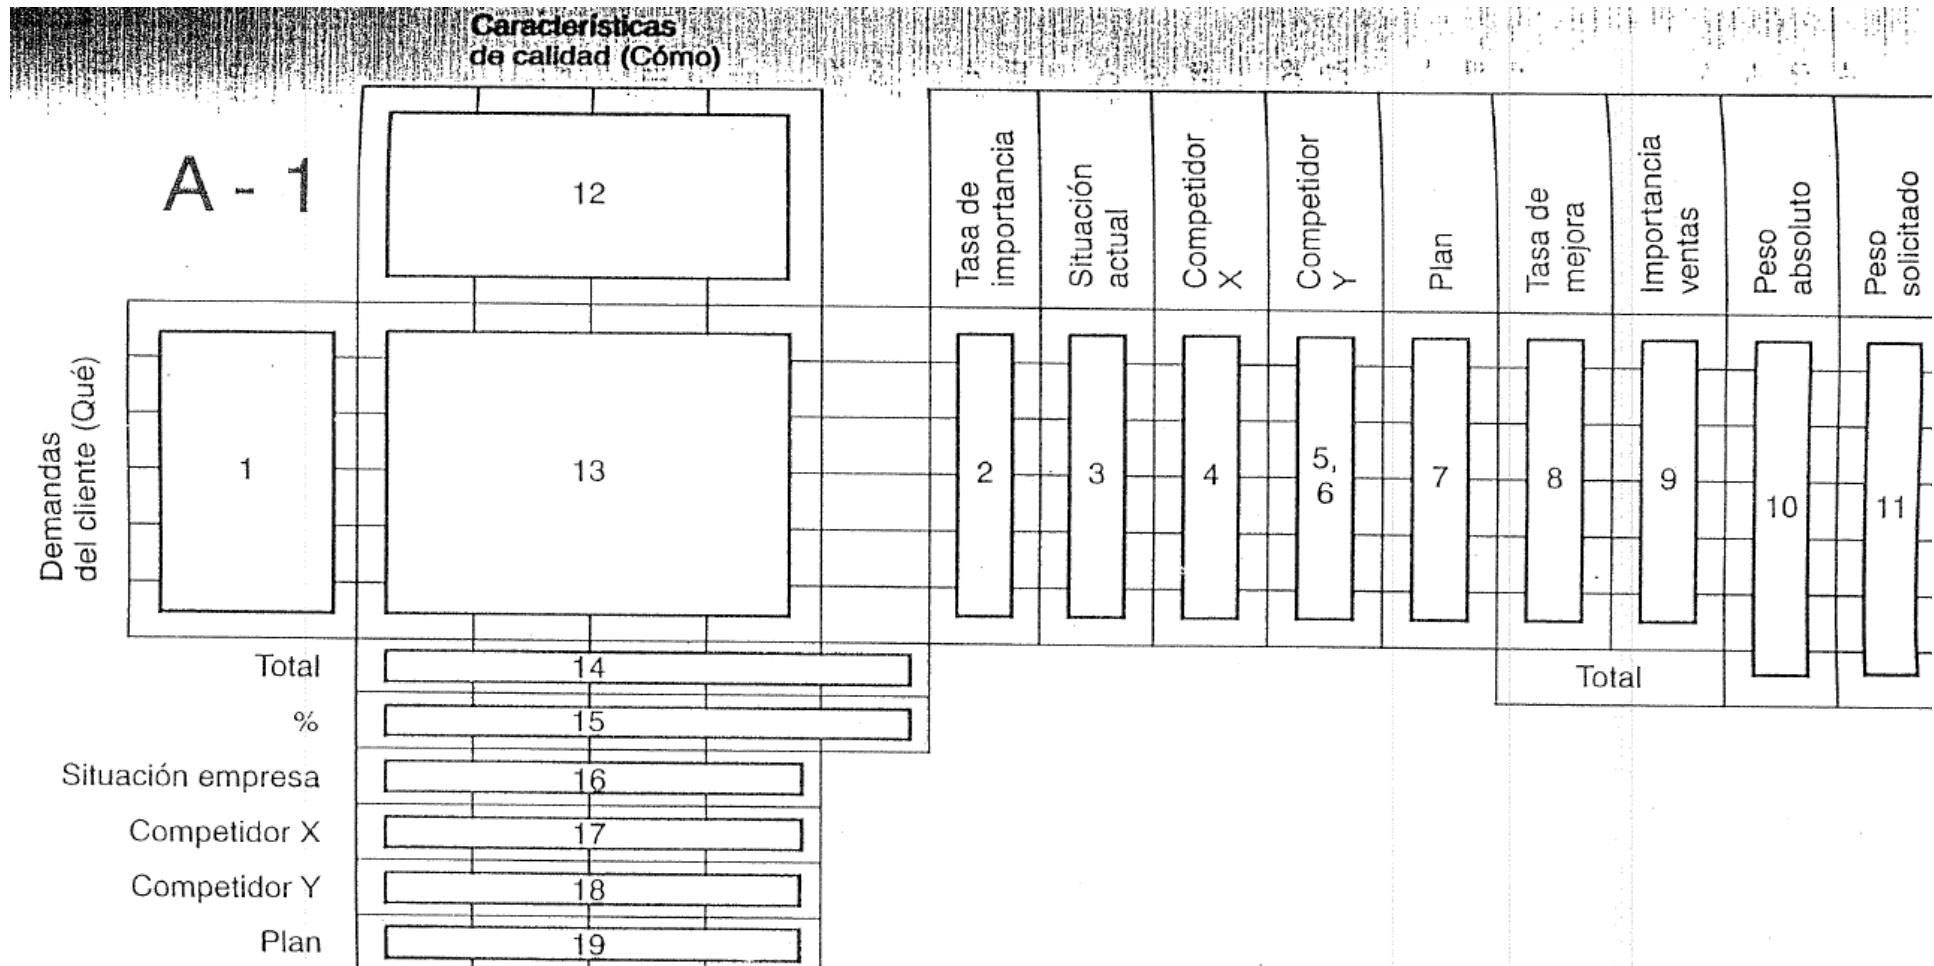 Características
de calidad (Cómo)
A - 1
12
Tasa de
importancia
Situación
actual
Competidor
X
Competidor
Y
Plan
Tasa de
mejora
Importancia
ventas
Peso
absoluto
Peso
solicitado
Demandas
del cliente (Qué)
1
13
2
3
4
5,
6
7
8
9
10
11
Total
14
Total
%
15
Situación empresa
16
Competidor X
17
Competidor Y
18
Plan
19